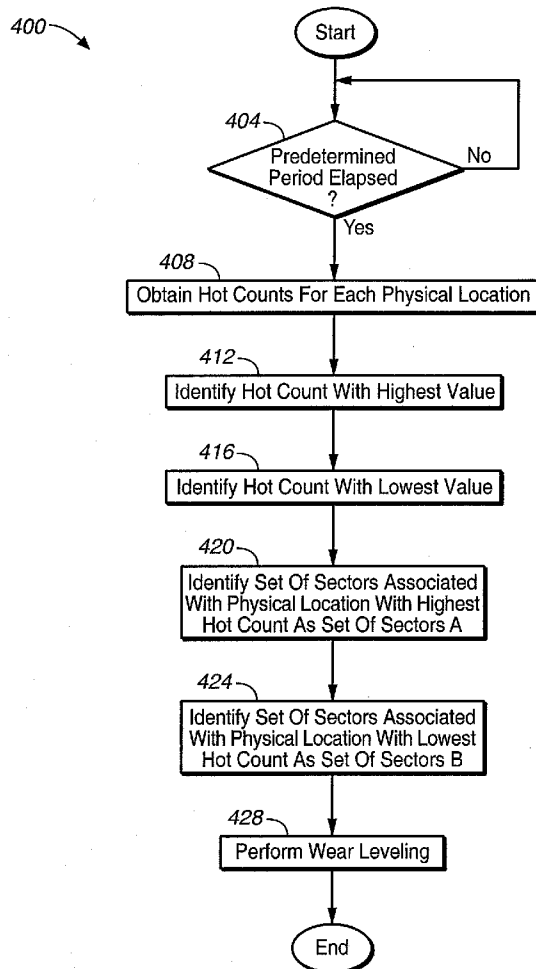 400
Start
404
Predetermined
Period Elapsed
?
No
Yes
408
Obtain Hot Counts For Each Physical Location
412
Identify Hot Count With Highest Value
416
Identify Hot Count With Lowest Value
420
Identify Set Of Sectors Associated
With Physical Location With Highest
Hot Count As Set Of Sectors A
424
Identify Set Of Sectors Associated
With Physical Location With Lowest
Hot Count As Set Of Sectors B
428
Perform Wear Leveling
End